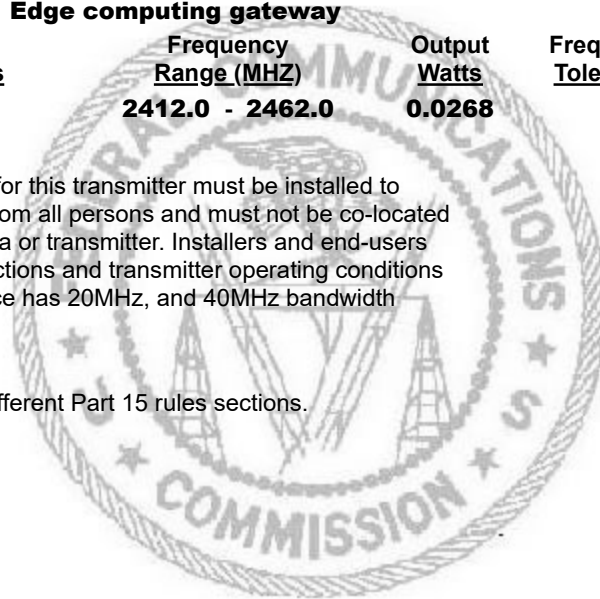 Edge computing gateway
Frequency Output Freq
Range (MHZ) Watts Tole
2412.0 - 2462.0 0.0268
for this transmitter must be installed to
om all persons and must not be co-located
a or transmitter. Installers and end-users
ctions and transmitter operating conditions
ce has 20MHz, and 40MHz bandwidth
fferent Part 15 rules sections.
FEDERAL COMMUNICATIONS
COMMISSION
U S